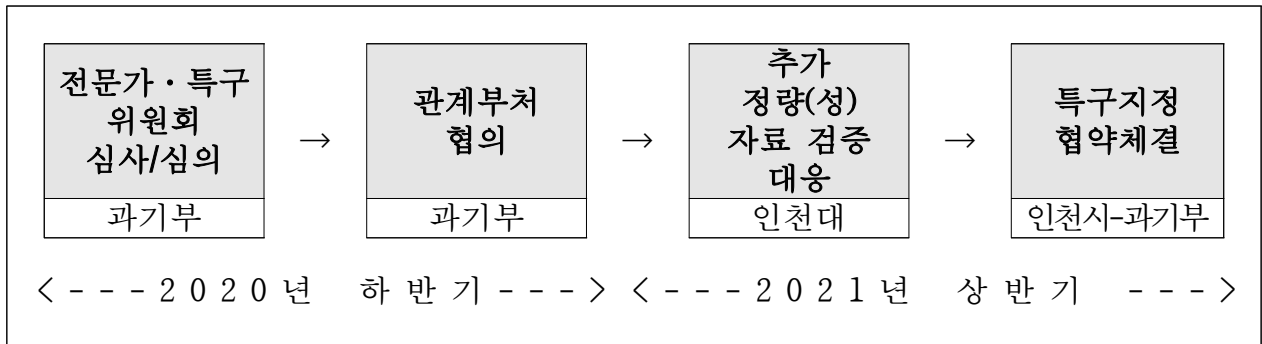 전문가・특구
위원회
심사/심의
과기부
→
관계부처
협의
과기부
→
추가
정량(성)
자료 검증
대응
인천대
→
특구지정
협약체결
인천시-과기부
<---2020년 하반기---> <---2021년 상반기 --->